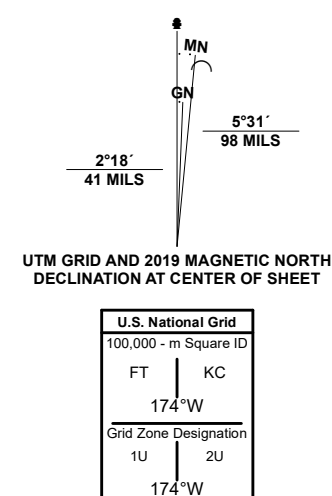 MN
GN
5°31´
98 MILS
2°18´
41 MILS
UTM GRID AND 2019 MAGNETIC NORTH
DECLINATION AT CENTER OF SHEET
U.S. National Grid
100,000 - m Square ID
FT KC
174°W
Grid Zone Designation
1U 2U
174°W